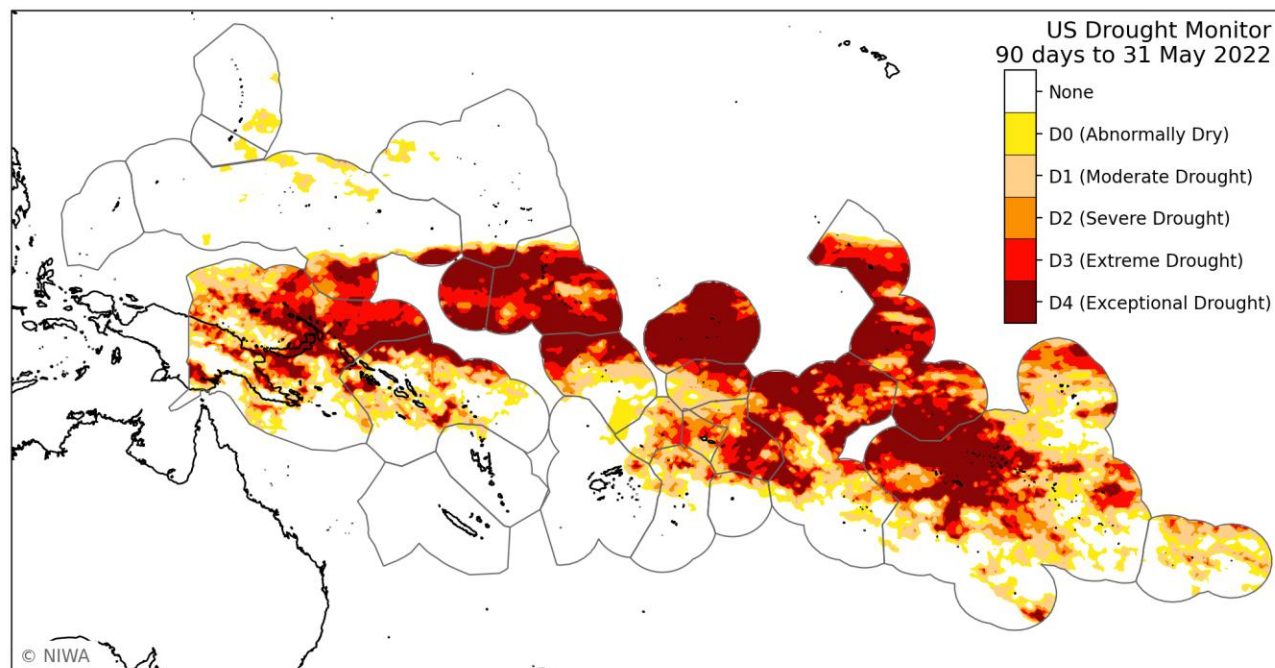 US Drought Monitor
90 days to 31 May 2022
None
D0 (Abnormally Dry)
D1 (Moderate Drought)
D2 (Severe Drought)
D3 (Extreme Drought)
D4 (Exceptional Drought)
© NIWA